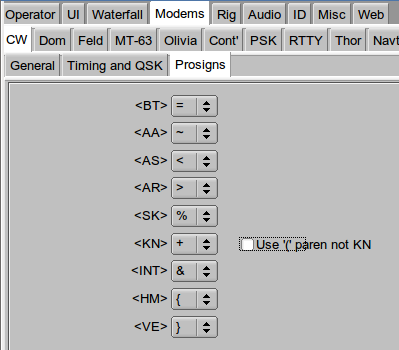 Operator UI Waterfall Modems Rig Audio ID Misc Web
CW Dom Feld MT-63 Olivia Cont' PSK RTTY Thor Navt
General Timing and QSK Prosigns
<BT> =
<AA> ~
<AS> <
<AR> >
<SK> %
<KN> + Use '(' paren not KN
<INT> &
<HM> {
<VE> }